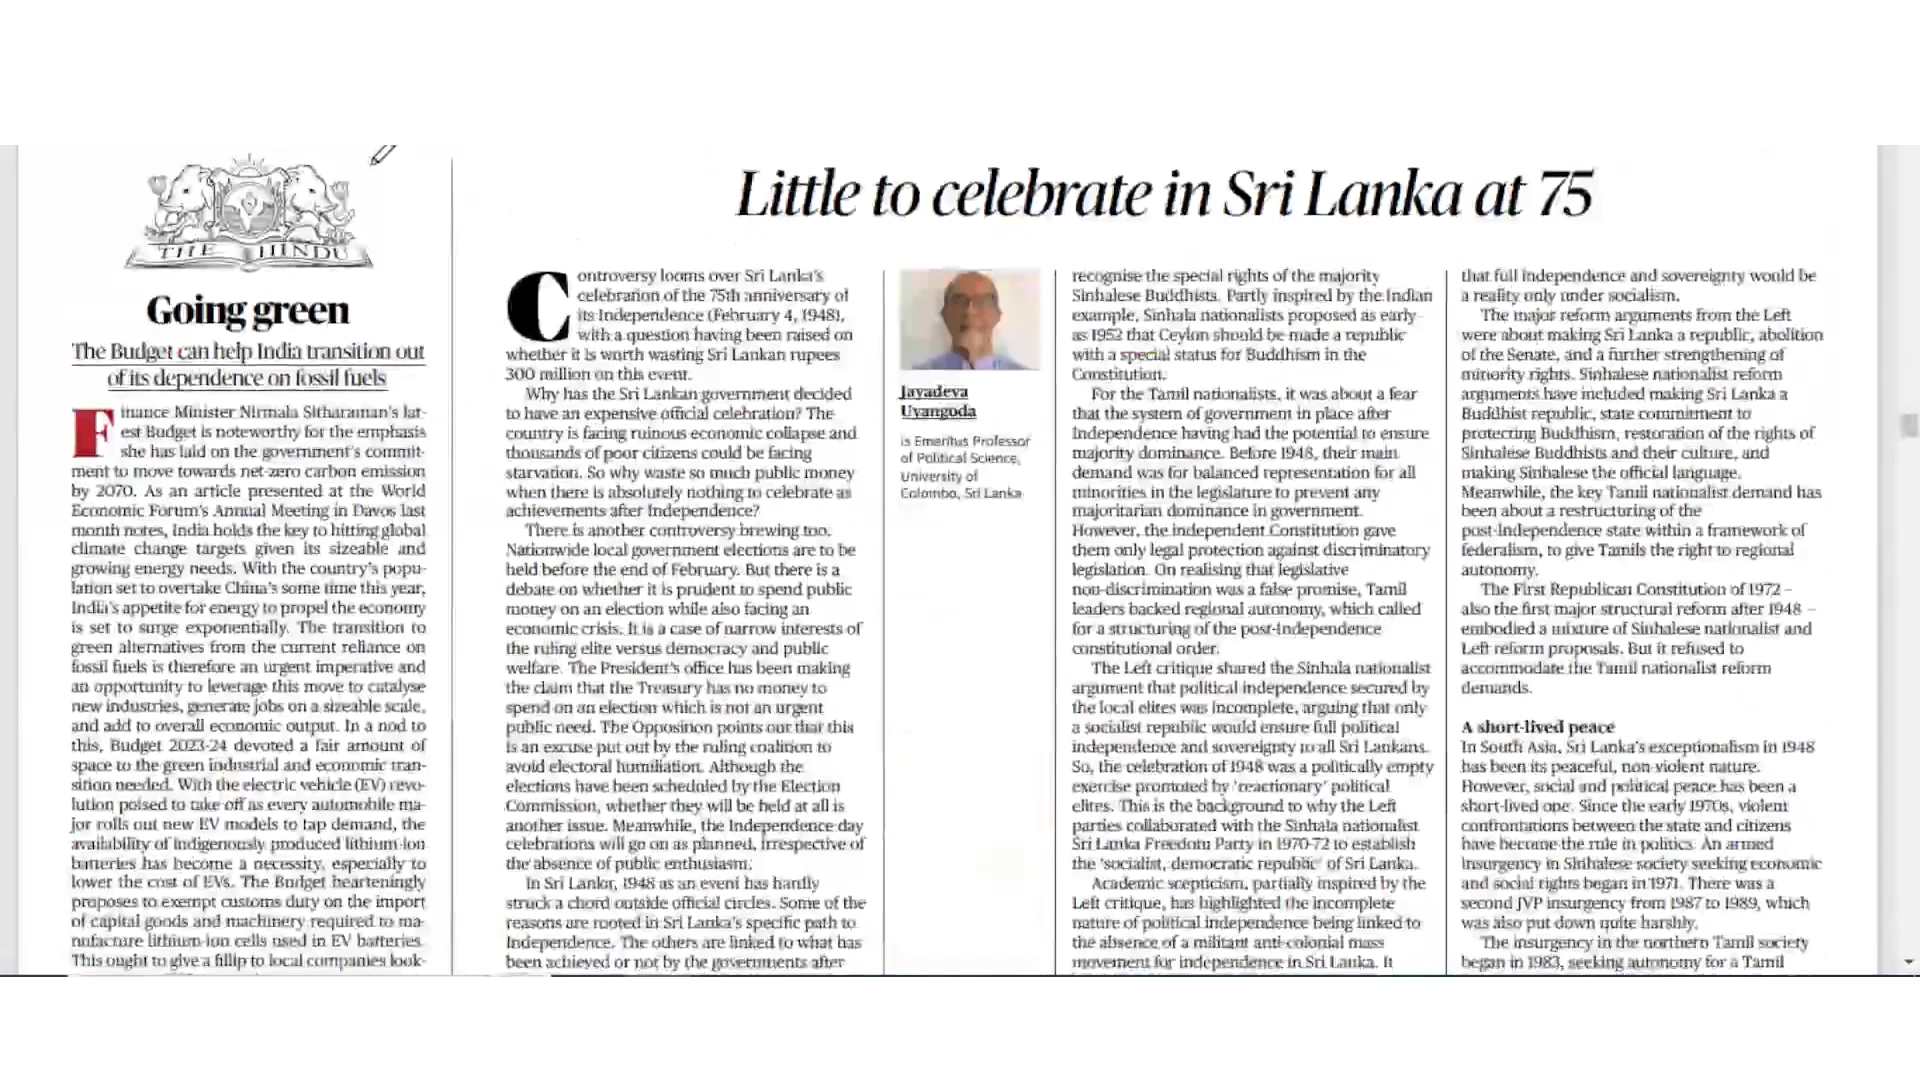 THE HINDU
Going green
The Budget can help India transition out
of its dependence on fossil fuels
Finance Minister Nirmala Sitharaman's lat-
est Budget is noteworthy for the emphasis
she has laid on the government's commit-
ment to move towards net-zero carbon emission
by 2070. As an article presented at the World
Economic Forum's Annual Meeting in Davos last
month notes, India holds the key to hitting global
climate change targets given its sizeable and
growing energy needs. With the country's popu-
lation set to overtake China's some time this year,
India's appetite for energy to propel the economy
is set to surge exponentially. The transition to
green alternatives from the current reliance on
fossil fuels is therefore an urgent imperative and
an opportunity to leverage this move to catalyse
new industries, generate jobs on a sizeable scale,
and add to overall economic output. In a nod to
this, Budget 2023-24 devoted a fair amount of
space to the green industrial and economic tran-
sition needed. With the electric vehicle (EV) revo-
lution poised to take off as every automobile ma-
jor rolls out new EV models to tap demand, the
availability of indigenously produced lithium-ion
batteries has become a necessity, especially to
lower the cost of EVs. The Budget hearteningly
proposes to exempt customs duty on the import
of capital goods and machinery required to ma-
nufacture lithium-ion cells used in EV batteries.
This ought to give a fillip to local companies look-
Little to celebrate in Sri Lanka at 75
Controversy looms over Sri Lanka's
celebration of the 75th anniversary of
its Independence (February 4, 1948),
with a question having been raised on
whether it is worth wasting Sri Lankan rupees
300 million on this event.
Why has the Sri Lankan government decided
to have an expensive official celebration? The
country is facing ruinous economic collapse and
thousands of poor citizens could be facing
starvation. So why waste so much public money
when there is absolutely nothing to celebrate as
achievements after Independence?
There is another controversy brewing too.
Nationwide local government elections are to be
held before the end of February. But there is a
debate on whether it is prudent to spend public
money on an election while also facing an
economic crisis. It is a case of narrow interests of
the ruling elite versus democracy and public
welfare. The President's office has been making
the claim that the Treasury has no money to
spend on an election which is not an urgent
public need. The Opposition points out that this
is an excuse put out by the ruling coalition to
avoid electoral humiliation. Although the
elections have been scheduled by the Election
Commission, whether they will be held at all is
another issue. Meanwhile, the Independence day
celebrations will go on as planned, irrespective of
the absence of public enthusiasm.
In Sri Lanka, 1948 as an event has hardly
struck a chord outside official circles. Some of the
reasons are rooted in Sri Lanka's specific path to
Independence. The others are linked to what has
been achieved or not by the governments after
Jayadeva
Uyangoda
is Emeritus Professor
of Political Science,
University of
Colombo, Sri Lanka
recognise the special rights of the majority
Sinhalese Buddhists. Partly inspired by the Indian
example, Sinhala nationalists proposed as early
as 1952 that Ceylon should be made a republic
with a special status for Buddhism in the
Constitution.
For the Tamil nationalists, it was about a fear
that the system of government in place after
Independence having had the potential to ensure
majority dominance. Before 1948, their main
demand was for balanced representation for all
minorities in the legislature to prevent any
majoritarian dominance in government.
However, the independent Constitution gave
them only legal protection against discriminatory
legislation. On realising that legislative
non-discrimination was a false promise, Tamil
leaders backed regional autonomy, which called
for a structuring of the post-Independence
constitutional order.
The Left critique shared the Sinhala nationalist
argument that political independence secured by
the local elites was incomplete, arguing that only
a socialist republic would ensure full political
independence and sovereignty to all Sri Lankans.
So, the celebration of 1948 was a politically empty
exercise promoted by 'reactionary' political
elites. This is the background to why the Left
parties collaborated with the Sinhala nationalist
Sri Lanka Freedom Party in 1970-72 to establish
the 'socialist, democratic republic' of Sri Lanka.
Academic scepticism, partially inspired by the
Left critique, has highlighted the incomplete
nature of political independence being linked to
the absence of a militant anti-colonial mass
movement for independence in Sri Lanka. It
that full independence and sovereignty would be
a reality only under socialism.
The major reform arguments from the Left
were about making Sri Lanka a republic, abolition
of the Senate, and a further strengthening of
minority rights. Sinhalese nationalist reform
arguments have included making Sri Lanka a
Buddhist republic, state commitment to
protecting Buddhism, restoration of the rights of
Sinhalese Buddhists and their culture, and
making Sinhalese the official language.
Meanwhile, the key Tamil nationalist demand has
been about a restructuring of the
post-Independence state within a framework of
federalism, to give Tamils the right to regional
autonomy.
The First Republican Constitution of 1972 –
also the first major structural reform after 1948 –
embodied a mixture of Sinhalese nationalist and
Left reform proposals. But it refused to
accommodate the Tamil nationalist reform
demands.
A short-lived peace
In South Asia, Sri Lanka's exceptionalism in 1948
has been its peaceful, non-violent nature.
However, social and political peace has been a
short-lived one. Since the early 1970s, violent
confrontations between the state and citizens
have become the rule in politics. An armed
insurgency in Sinhalese society seeking economic
and social rights began in 1971. There was a
second JVP insurgency from 1987 to 1989, which
was also put down quite harshly.
The insurgency in the northern Tamil society
began in 1983, seeking autonomy for a Tamil